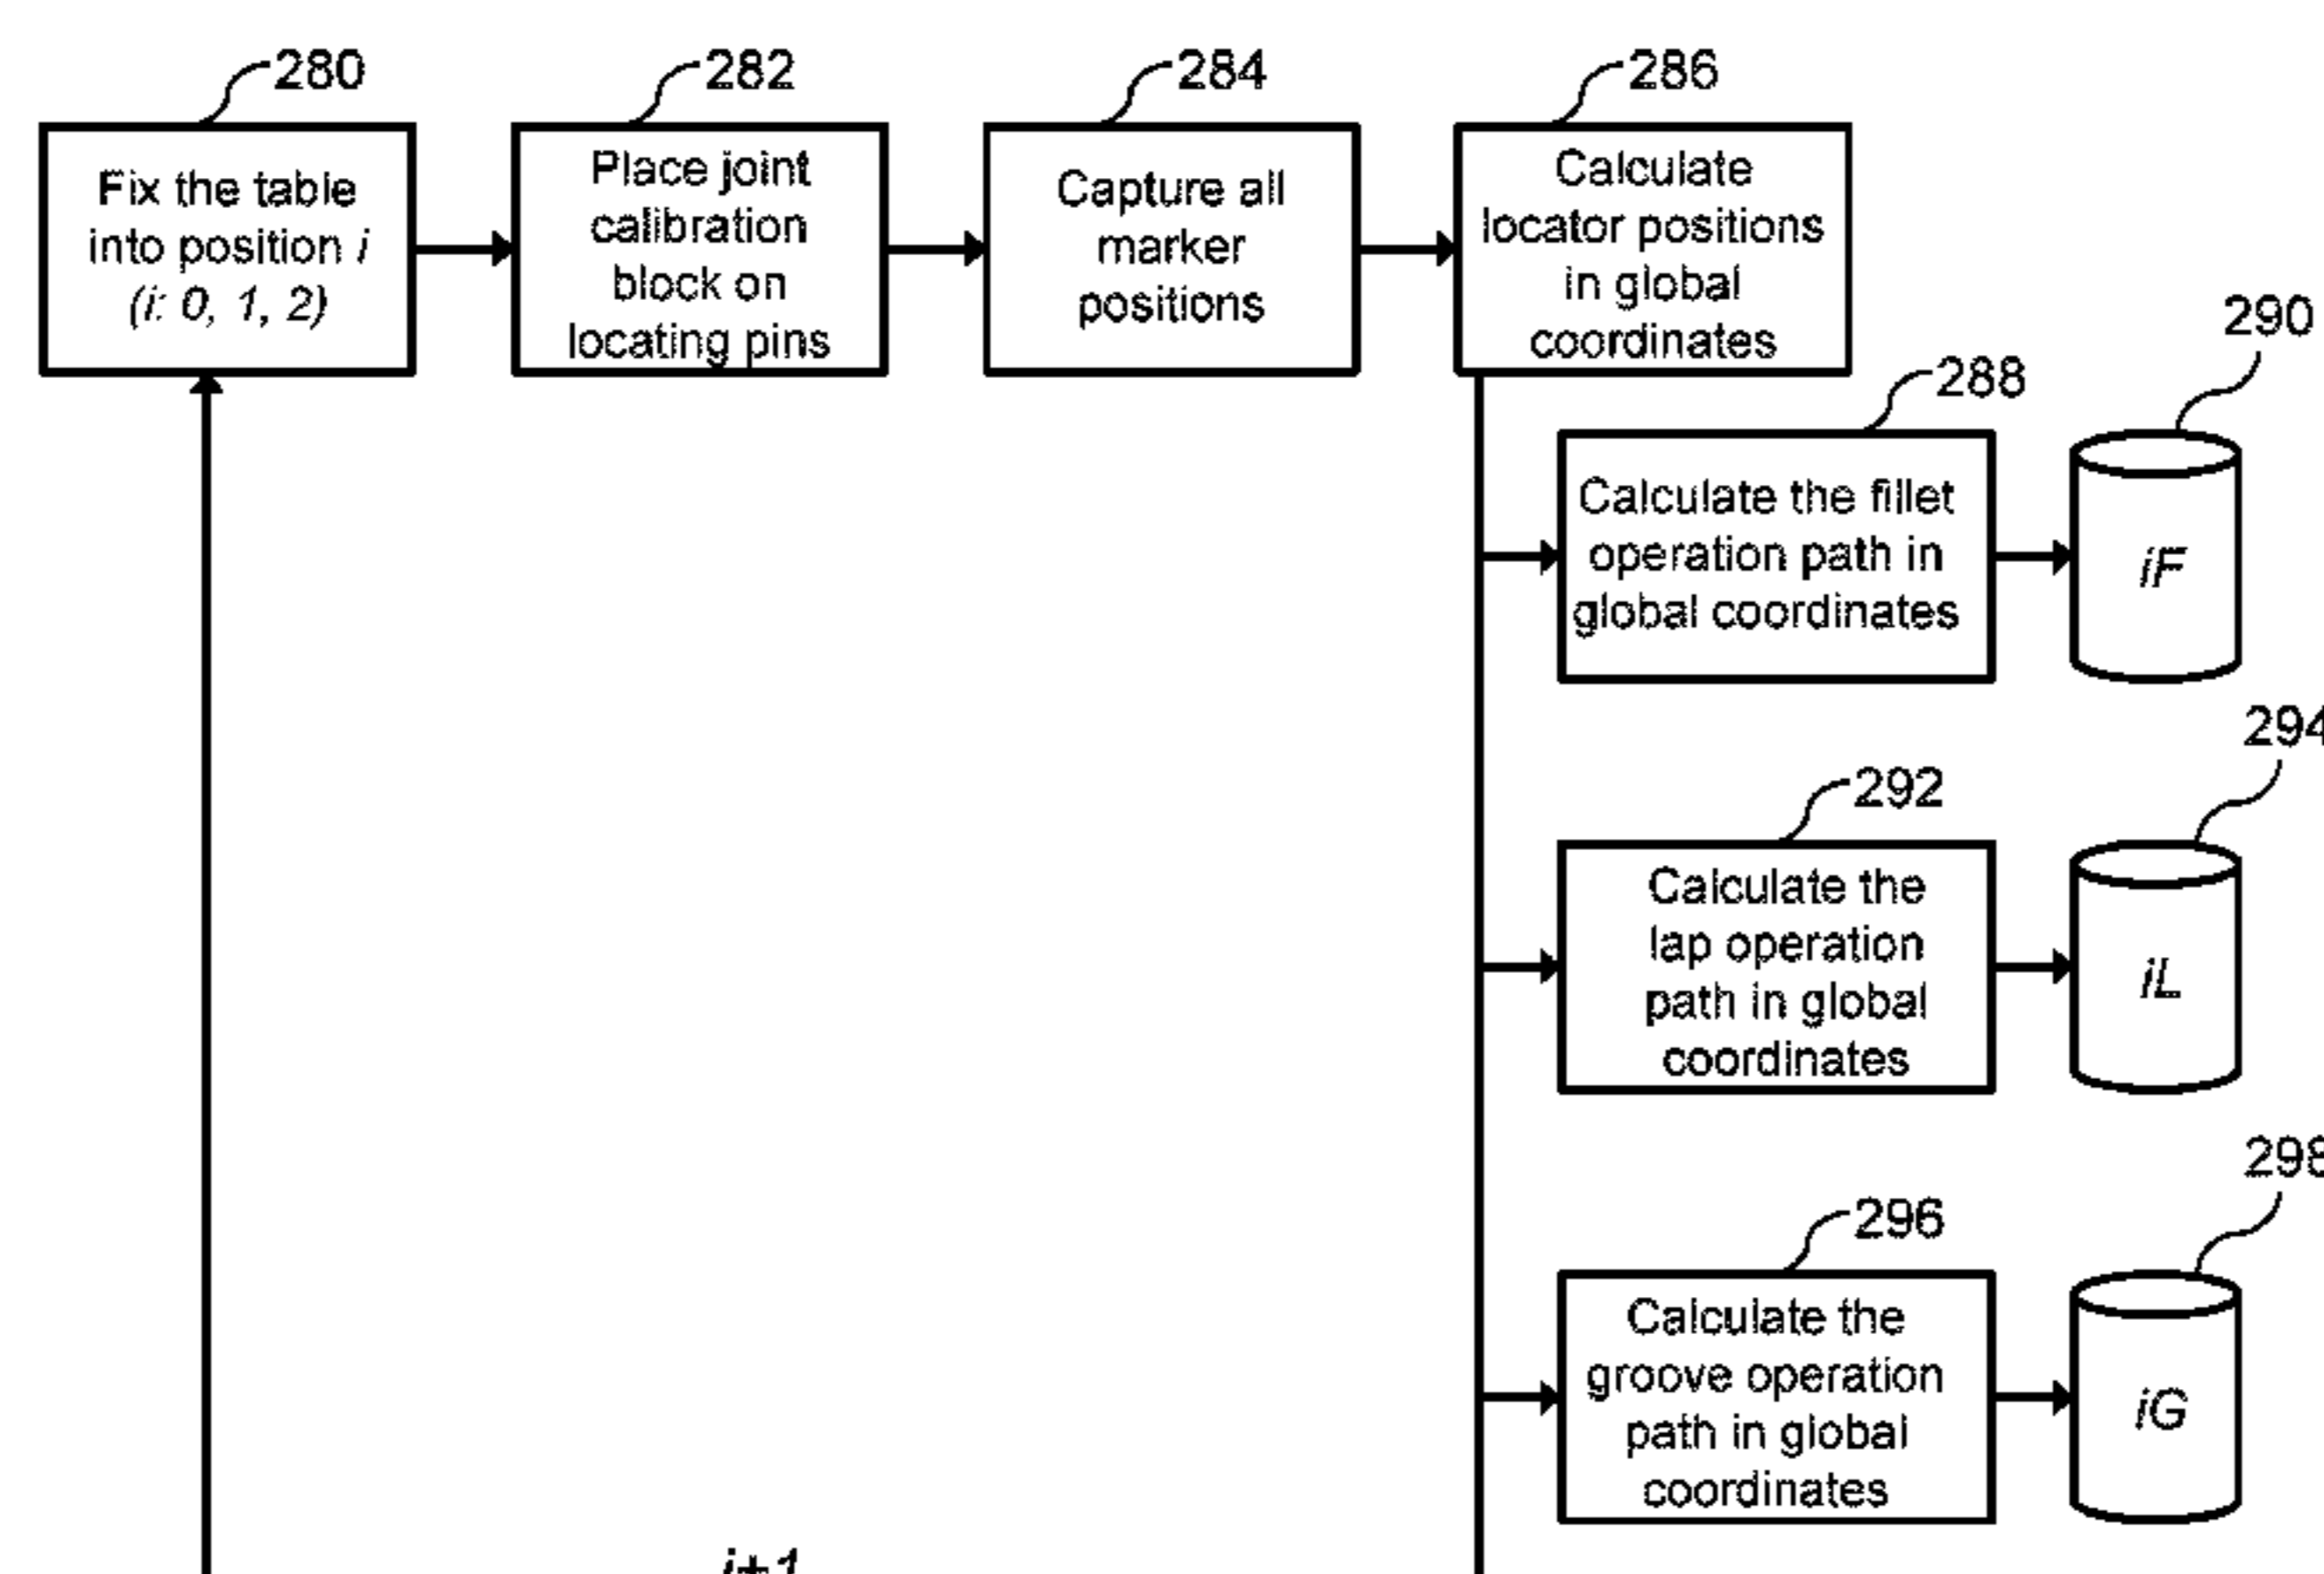 280
Fix the table
into position i
(i: 0, 1, 2)
282
Place joint
calibration
block on
locating pins
284
Capture all
marker
positions
286
Calculate
locator positions
in global
coordinates
288
Calculate the fillet
operation path in
global coordinates
290
iF
292
Calculate the
lap operation
path in global
coordinates
294
iL
296
Calculate the
groove operation
path in global
coordinates
298
iG
i+1